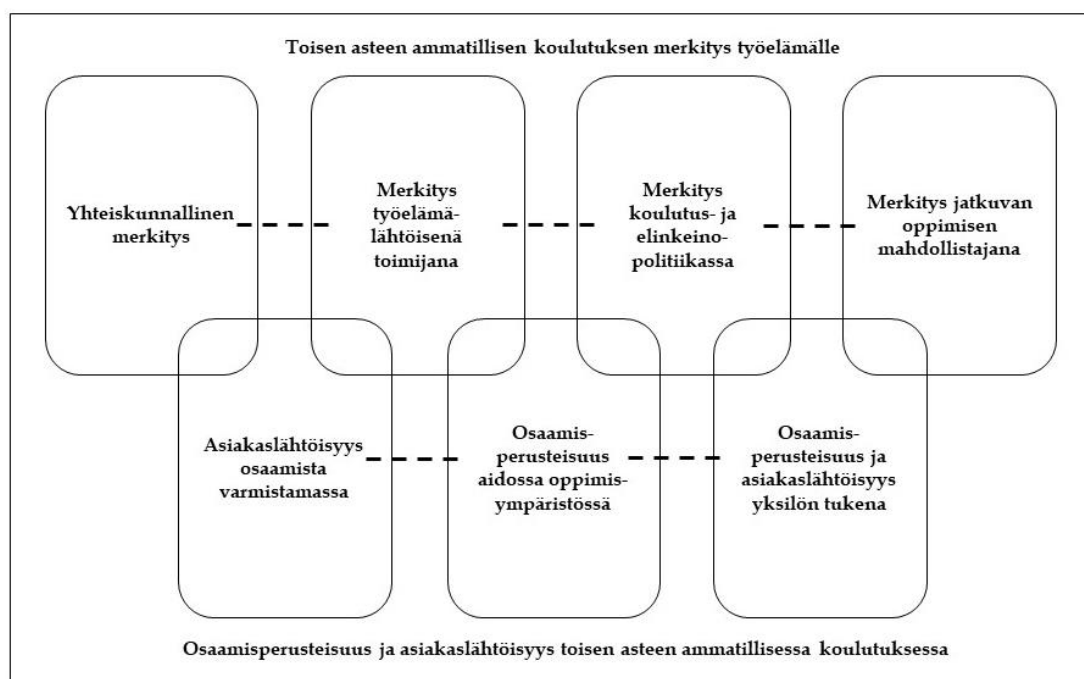 Toisen asteen ammatillisen koulutuksen merkitys työelämälle
Yhteiskunnallinen
merkitys
Merkitys
työelämä-
lähtöisenä
toimijana
Merkitys
koulutus- ja
elinkeino-
politiikassa
Merkitys jatkuvan
oppimisen
mahdollistajana
Asiakaslähtöisyys
osaamista
varmistamassa
Osaamis-
perusteisuus
aidossa oppimis-
ympäristössä
Osaamis-
perusteisuus ja
asiakaslähtöisyys
yksilön tukena
Osaamisperusteisuus ja asiakaslähtöisyys toisen asteen ammatillisessa koulutuksessa